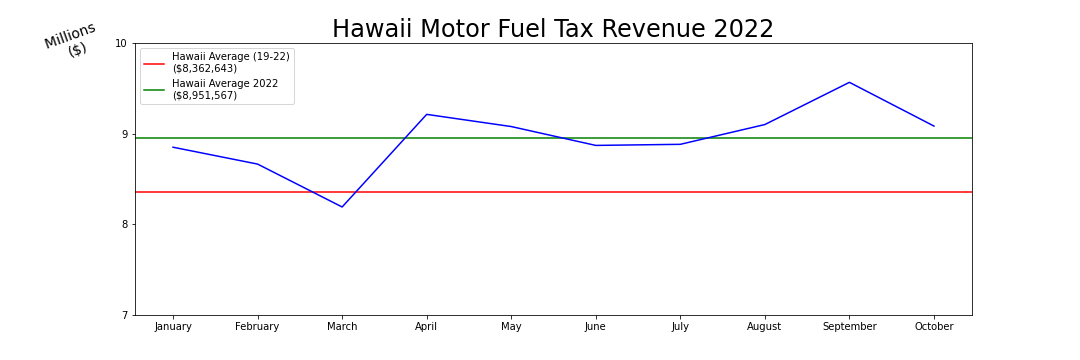 Hawaii Motor Fuel Tax Revenue 2022
Millions
($)
10
9
8
7
Hawaii Average (19-22)
($8,362,643)
Hawaii Average 2022
($8,951,567)
January February March April May June July August September October